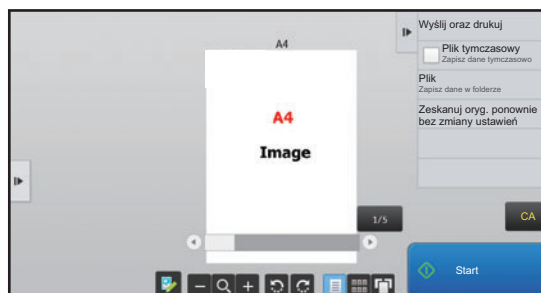 A4
A4
Image
1/5
Wyślij oraz drukuj
Plik tymczasowy
Zapisz dane tymczasowo
Plik
Zapisz dane w folderze
Zeskanuj oryg. ponownie
bez zmiany ustawień
CA
Start